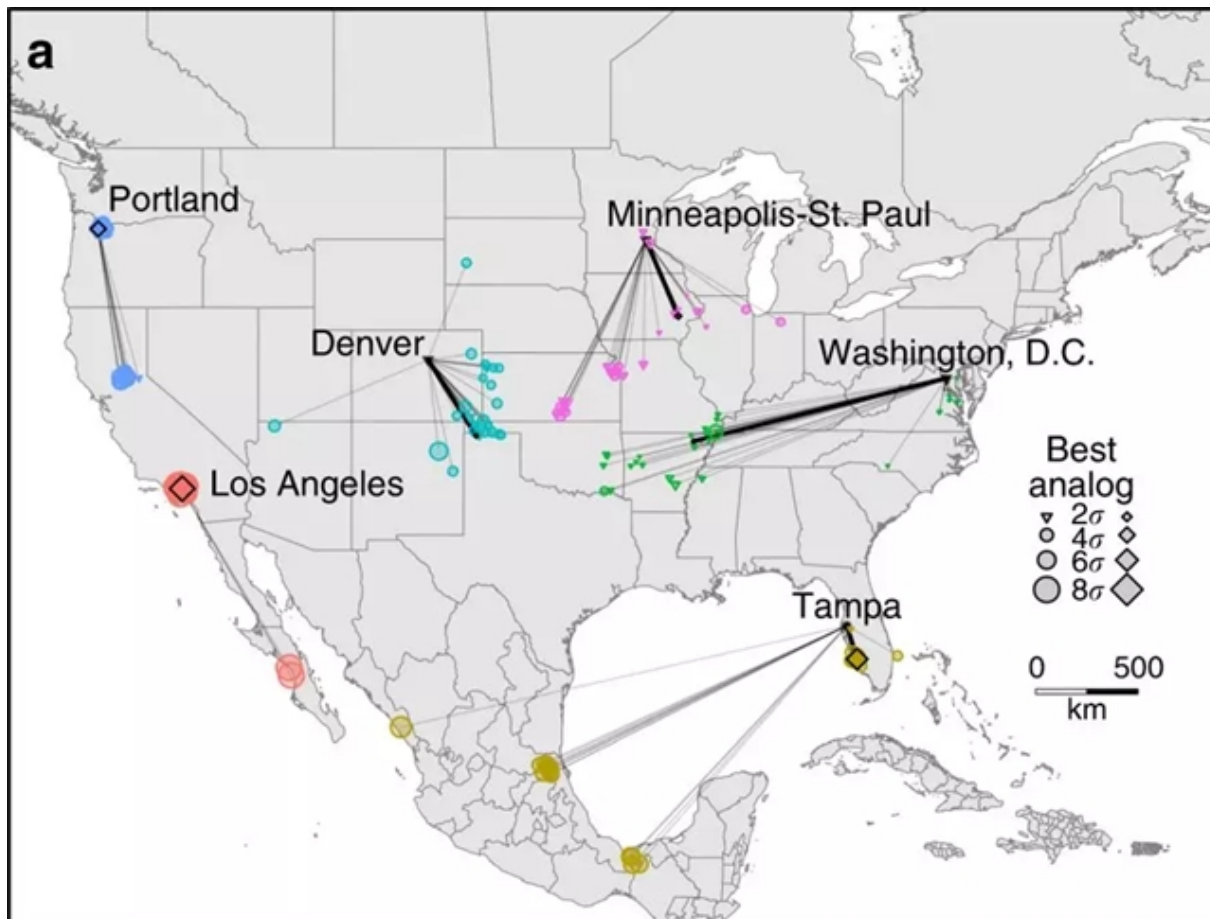 a
Portland
Minneapolis-St. Paul
Denver
Washington, D.C.
Los Angeles
Best
analog
2σ
4σ
6σ
8σ
Tampa
0 500
km